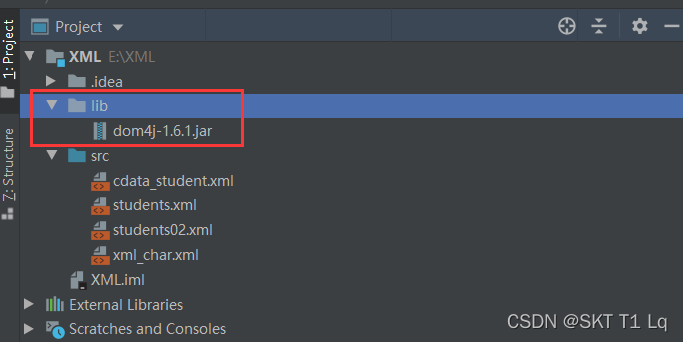 Project
1: Project
XML E:\XML
.idea
lib
dom4j-1.6.1.jar
src
cdata_student.xml
students.xml
students02.xml
xml_char.xml
XML.iml
External Libraries
Scratches and Consoles
Z: Structure
CSDN @SKT T1 Lq